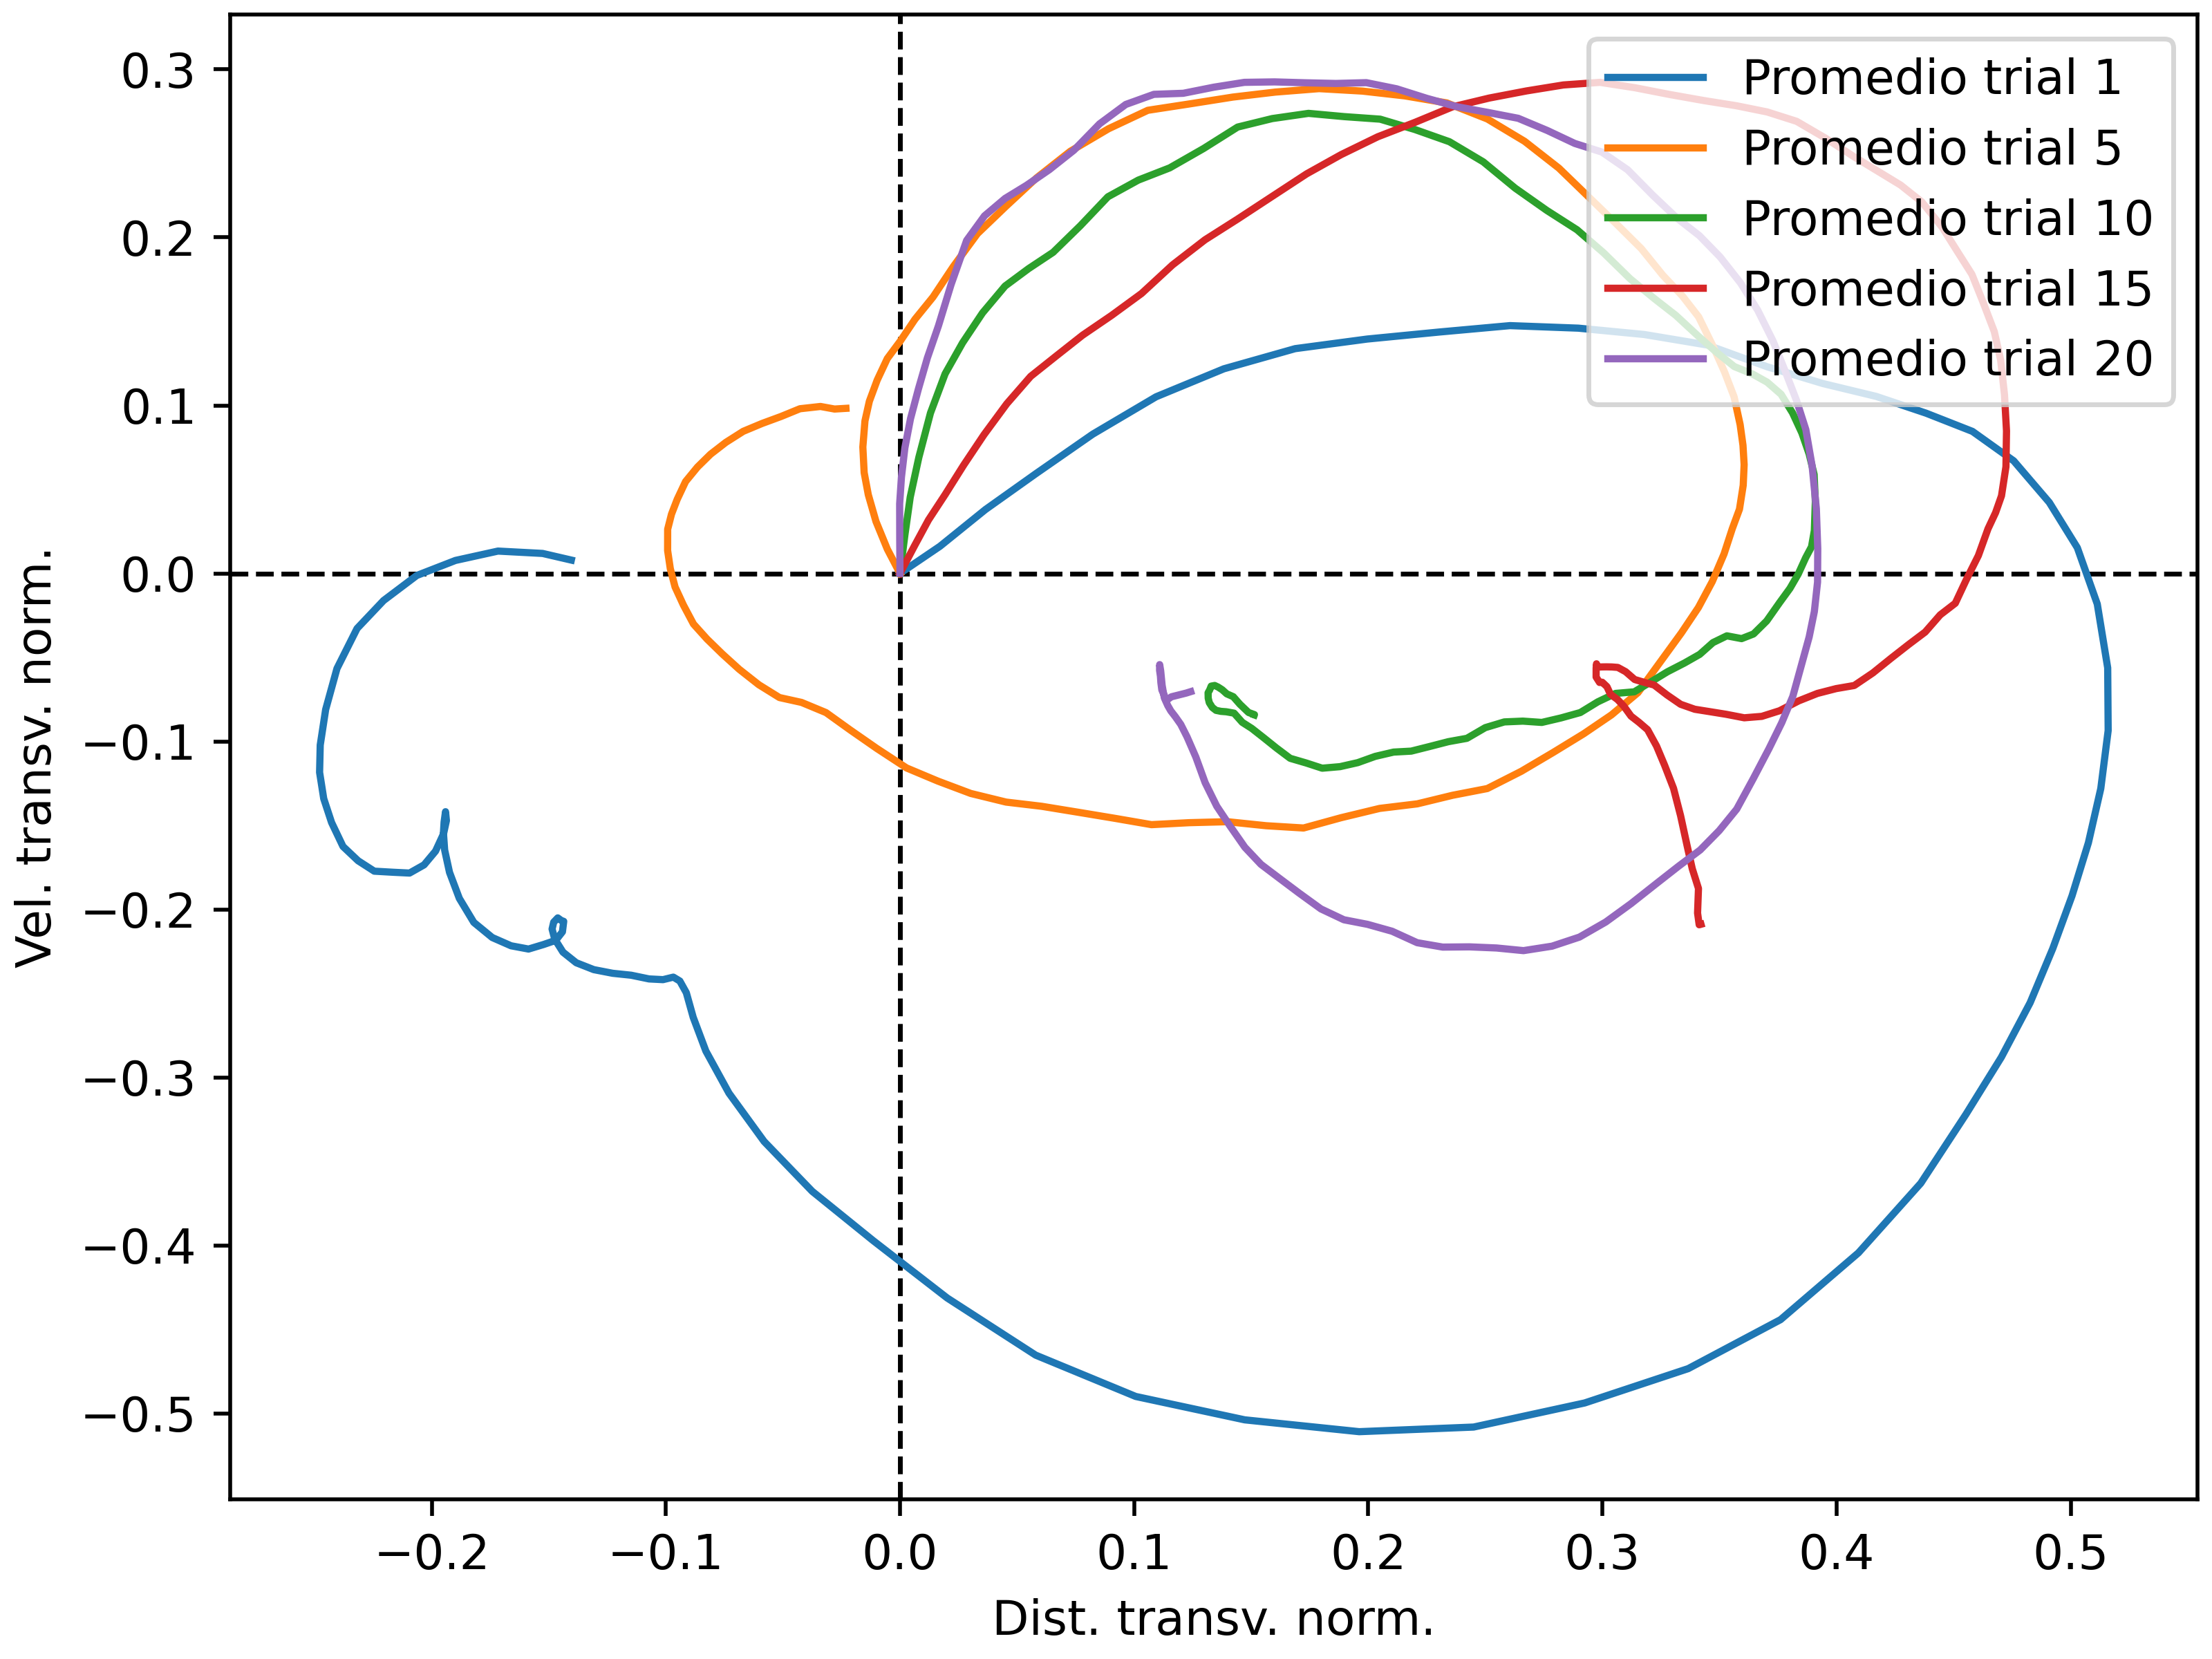 Promedio trial 1
Promedio trial 5
Promedio trial 10
Promedio trial 15
Promedio trial 20
0.3
0.2
0.1
0.0
−0.1
−0.2
−0.3
−0.4
−0.5
Vel. transv. norm.
−0.2 −0.1 0.0 0.1 0.2 0.3 0.4 0.5
Dist. transv. norm.